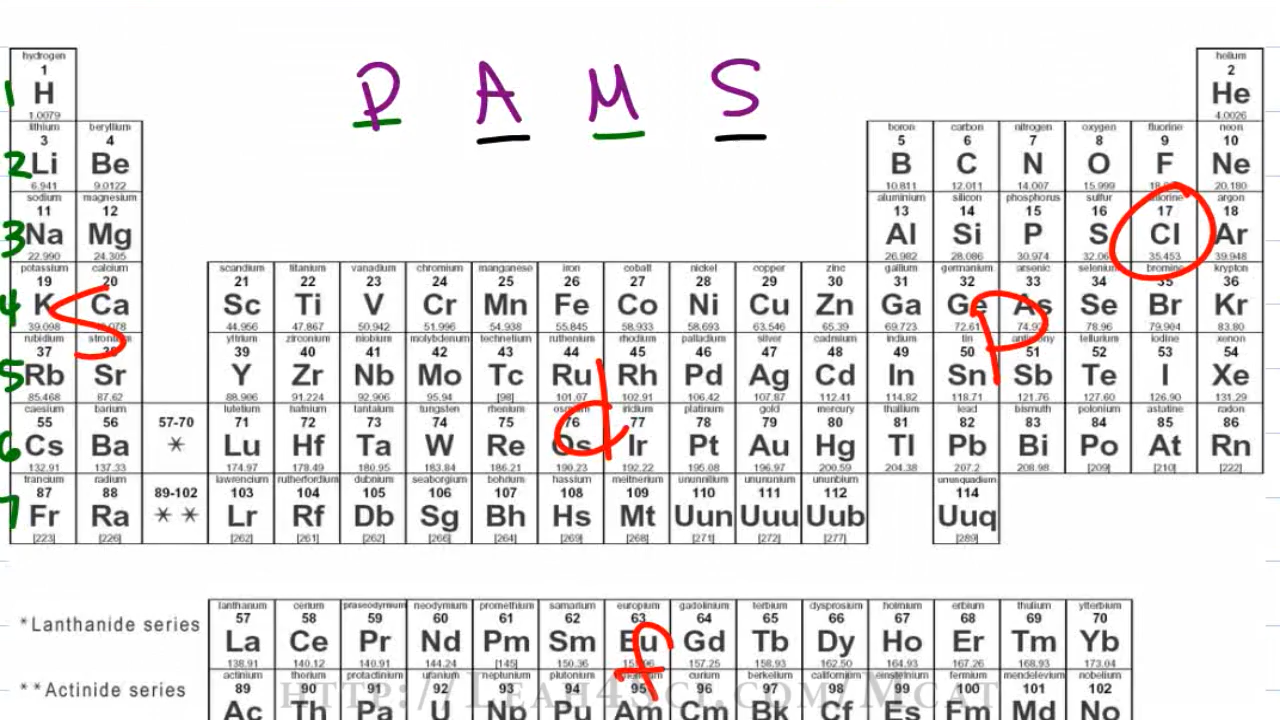 P A M S
hydrogen helium
1 2
1 H He
1.0079 4.0026
lithium beryllium boron carbon nitrogen oxygen fluorine neon
3 4 5 6 7 8 9 10
2 Li Be B C N O F Ne
6.941 9.0122 10.811 12.011 14.007 15.999 20.180
sodium magnesium aluminium silicon phosphorus sulfur argon
11 12 13 14 15 16 17 18
3 Na Mg Al Si P S Cl Ar
22.990 24.305 26.982 28.086 30.974 35.453 39.948
potassium calcium scandium titanium vanadium chromium manganese iron cobalt nickel copper zinc gallium germanium arsenic selenium bromine krypton
19 20 21 22 23 24 25 26 27 28 29 30 31 32 33 34 35 36
4 K Ca Sc Ti V Cr Mn Fe Co Ni Cu Zn Ga Ge As Se Br Kr
s p
39.098 44.956 47.867 50.942 51.996 54.938 55.845 58.933 58.693 63.546 65.39 69.723 72.61 78.96 79.904 83.80
rubidium yttrium zirconium niobium molybdenum technetium ruthenium rhodium palladium silver cadmium indium tin tellurium iodine xenon
37 39 40 41 42 43 44 45 46 47 48 49 50 51 52 53 54
5 Rb Sr Y Zr Nb Mo Tc Ru Rh Pd Ag Cd In Sn Sb Te I Xe
85.468 87.62 88.906 91.224 92.906 95.94 [98] 101.07 102.91 106.42 107.87 112.41 114.82 118.71 121.76 127.60 126.90 131.29
caesium barium lutetium hafnium tantalum tungsten rhenium iridium platinum gold mercury thallium lead bismuth polonium astatine radon
55 56 57-70 71 72 73 74 75 76 77 78 79 80 81 82 83 84 85 86
6 Cs Ba * Lu Hf Ta W Re Os Ir Pt Au Hg Tl Pb Bi Po At Rn
d
132.91 137.33 174.97 178.49 180.95 183.84 186.21 190.23 192.22 195.08 196.97 200.59 204.38 207.2 208.98 [209] [210] [222]
francium radium lawrencium rutherfordium dubnium seaborgium bohrium hassium meitnerium ununnilium unununium ununbium ununquadium
87 88 89-102 103 104 105 106 107 108 109 110 111 112 114
7 Fr Ra * * Lr Rf Db Sg Bh Hs Mt Uun Uuu Uub Uuq
[223] [226] [262] [261] [262] [266] [264] [269] [268] [271] [272] [277] [289]
lanthanum cerium praseodymium neodymium promethium samarium europium gadolinium terbium dysprosium holmium erbium thulium ytterbium
57 58 59 60 61 62 63 64 65 66 67 68 69 70
*Lanthanide series La Ce Pr Nd Pm Sm Eu Gd Tb Dy Ho Er Tm Yb
f
138.91 140.12 140.91 144.24 [145] 150.36 157.25 158.93 162.50 164.93 167.26 168.93 173.04
actinium thorium protactinium uranium neptunium plutonium curium berkelium californium einsteinium fermium mendelevium nobelium
**Actinide series 89 90 91 92 93 94 95 96 97 98 99 100 101 102
Ac Th Pa U Np Pu Am Cm Bk Cf Es Fm Md No
http://Leah4Sci.com/Mcat